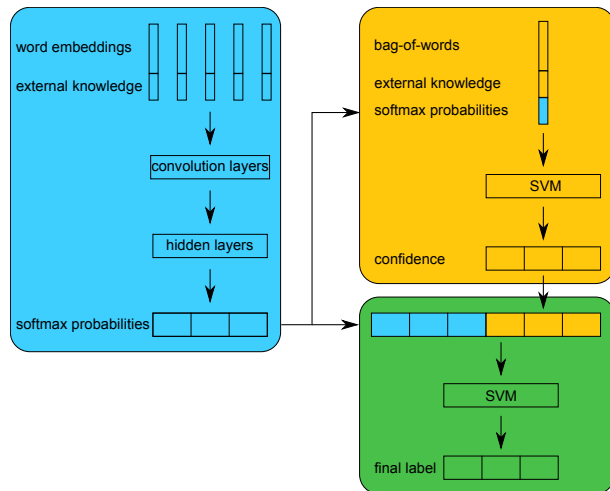 word embeddings
external knowledge
convolution layers
hidden layers
softmax probabilities
bag-of-words
external knowledge
softmax probabilities
SVM
confidence
SVM
final label